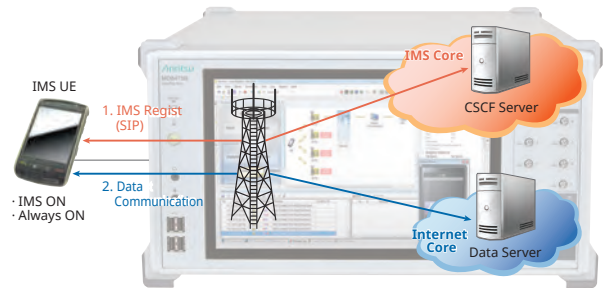 Anritsu
IMS Core
CSCF Server
IMS UE
1. IMS Regist
(SIP)
2. Data
Communication
· IMS ON
· Always ON
Internet
Core
Data Server